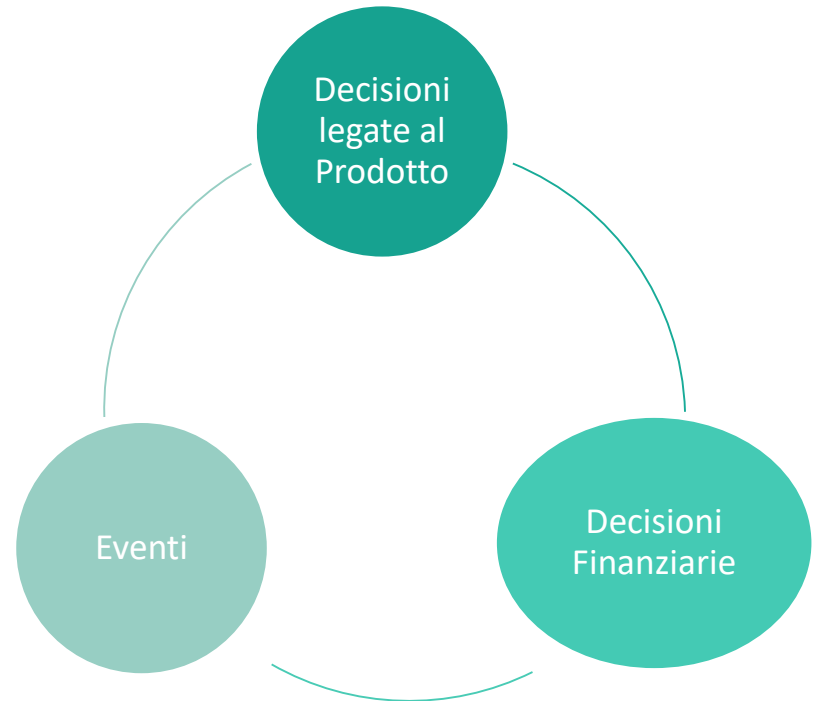 Decisioni
legate al
Prodotto
Decisioni
Finanziarie
Eventi